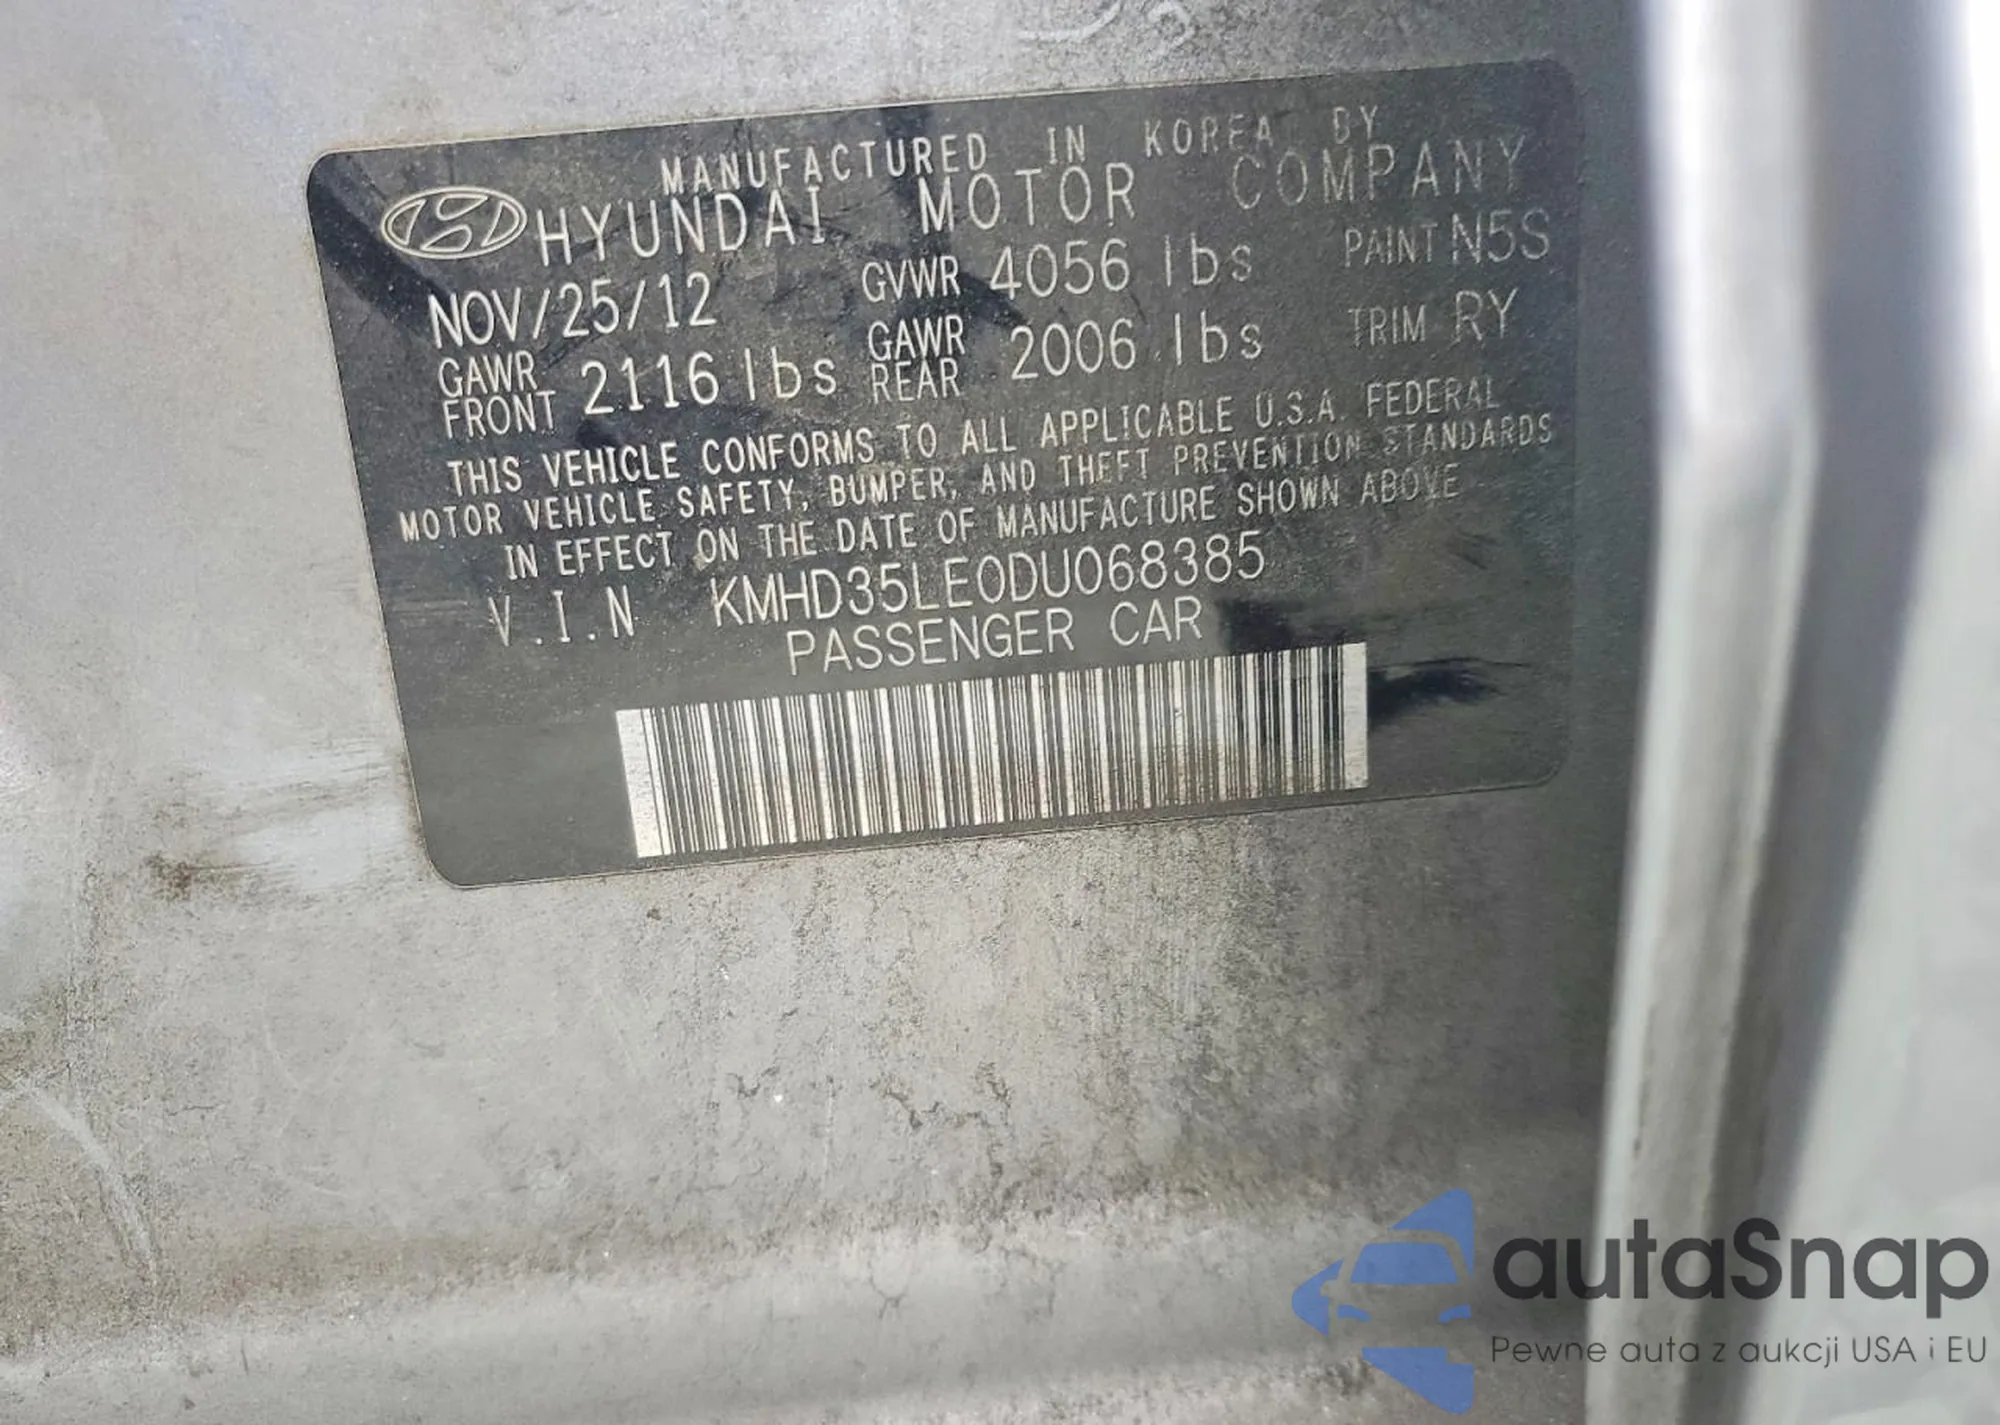 MANUFACTURED IN KOREA BY
HYUNDAI MOTOR COMPANY
NOV/25/12 GVWR 4056 lbs PAINT N5S
GAWR FRONT 2116 lbs GAWR REAR 2006 lbs TRIM RY
THIS VEHICLE CONFORMS TO ALL APPLICABLE U.S.A. FEDERAL
MOTOR VEHICLE SAFETY, BUMPER, AND THEFT PREVENTION STANDARDS
IN EFFECT ON THE DATE OF MANUFACTURE SHOWN ABOVE
V.I.N KMHD35LE0DU068385
PASSENGER CAR
autaSnap
Pewne auta z aukcji USA i EU